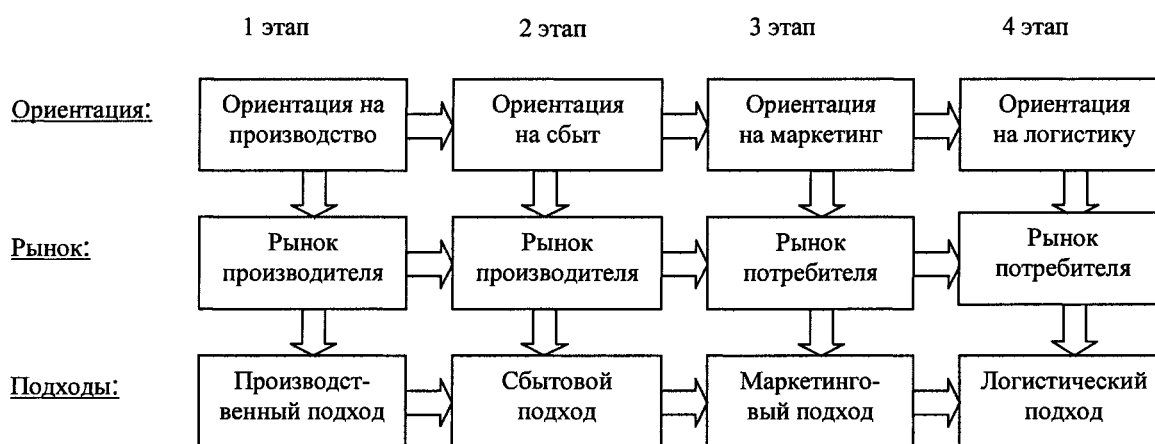 1 этап 2 этап 3 этап 4 этап
Ориентация:
Ориентация на
производство
Ориентация
на сбыт
Ориентация
на маркетинг
Ориентация
на логистику
Рынок:
Рынок
производителя
Рынок
производителя
Рынок
потребителя
Рынок
потребителя
Подходы:
Производст-
венный подход
Сбытовой
подход
Маркетинго-
вый подход
Логистический
подход